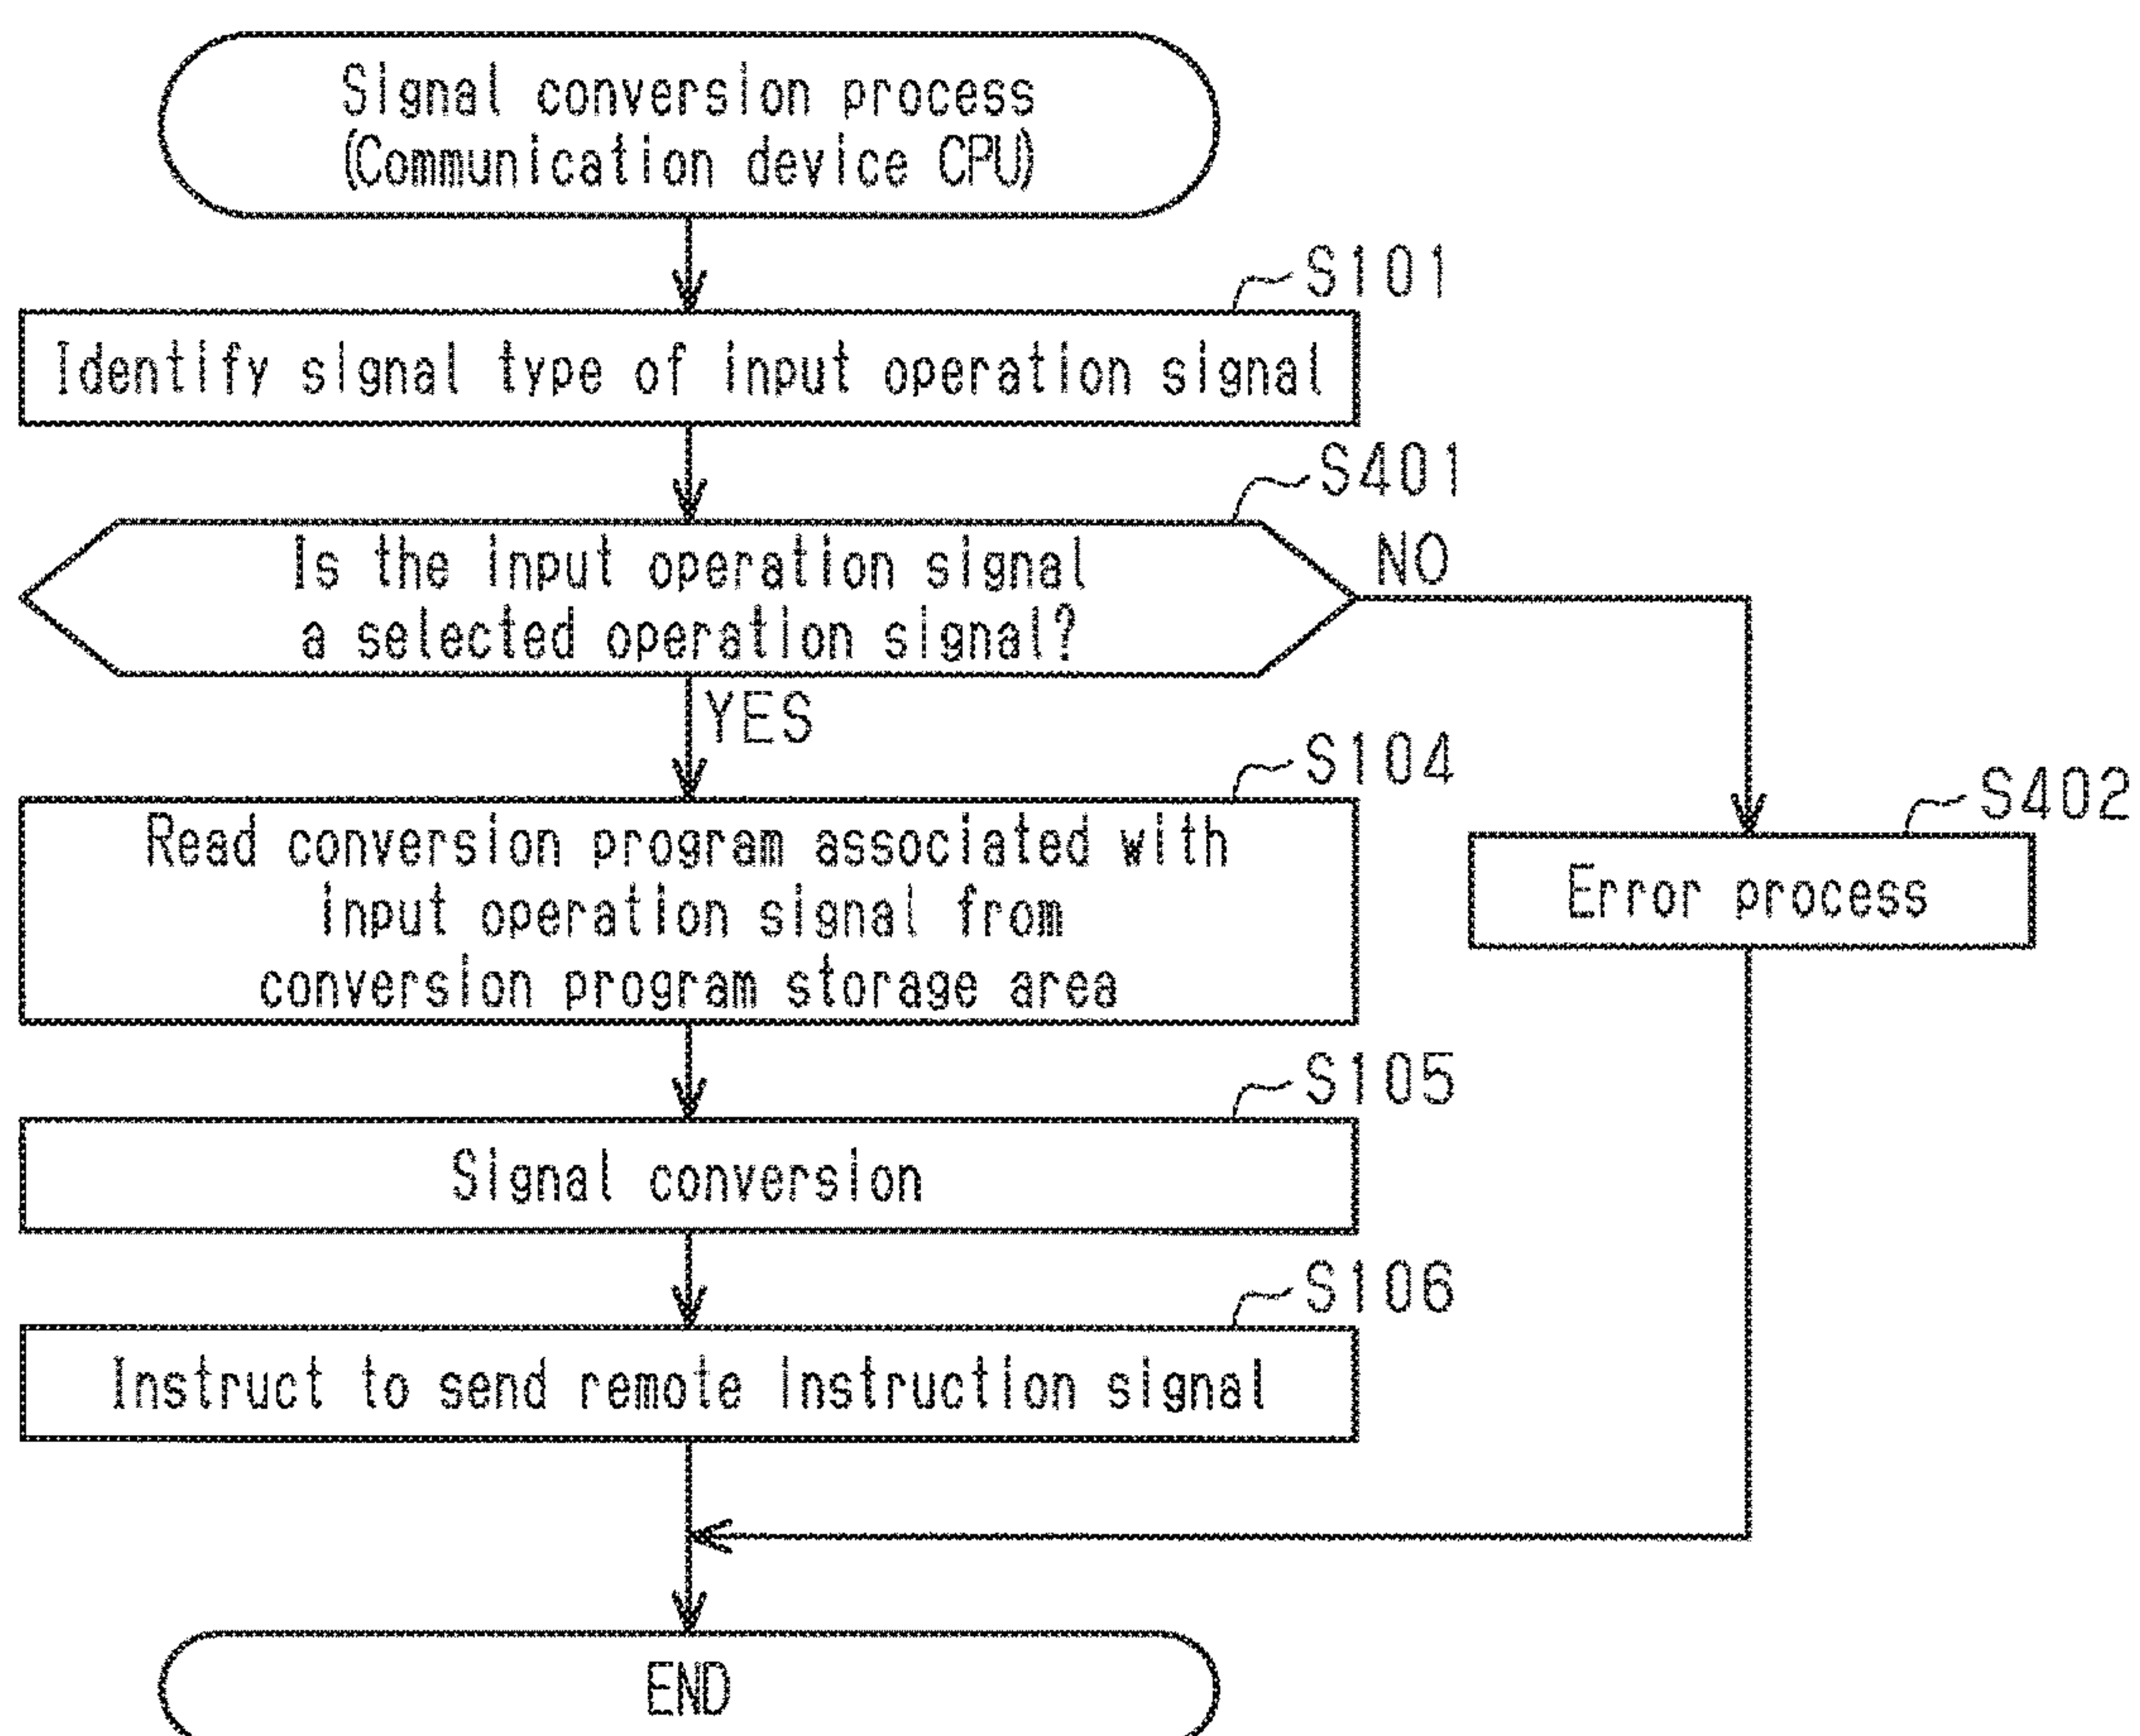 Signal conversion process
(Communication device CPU)
S101
Identify signal type of input operation signal
S401
Is the input operation signal
a selected operation signal?
NO
YES
S104
Read conversion program associated with
input operation signal from
conversion program storage area
S402
Error process
S105
Signal conversion
S106
Instruct to send remote instruction signal
END